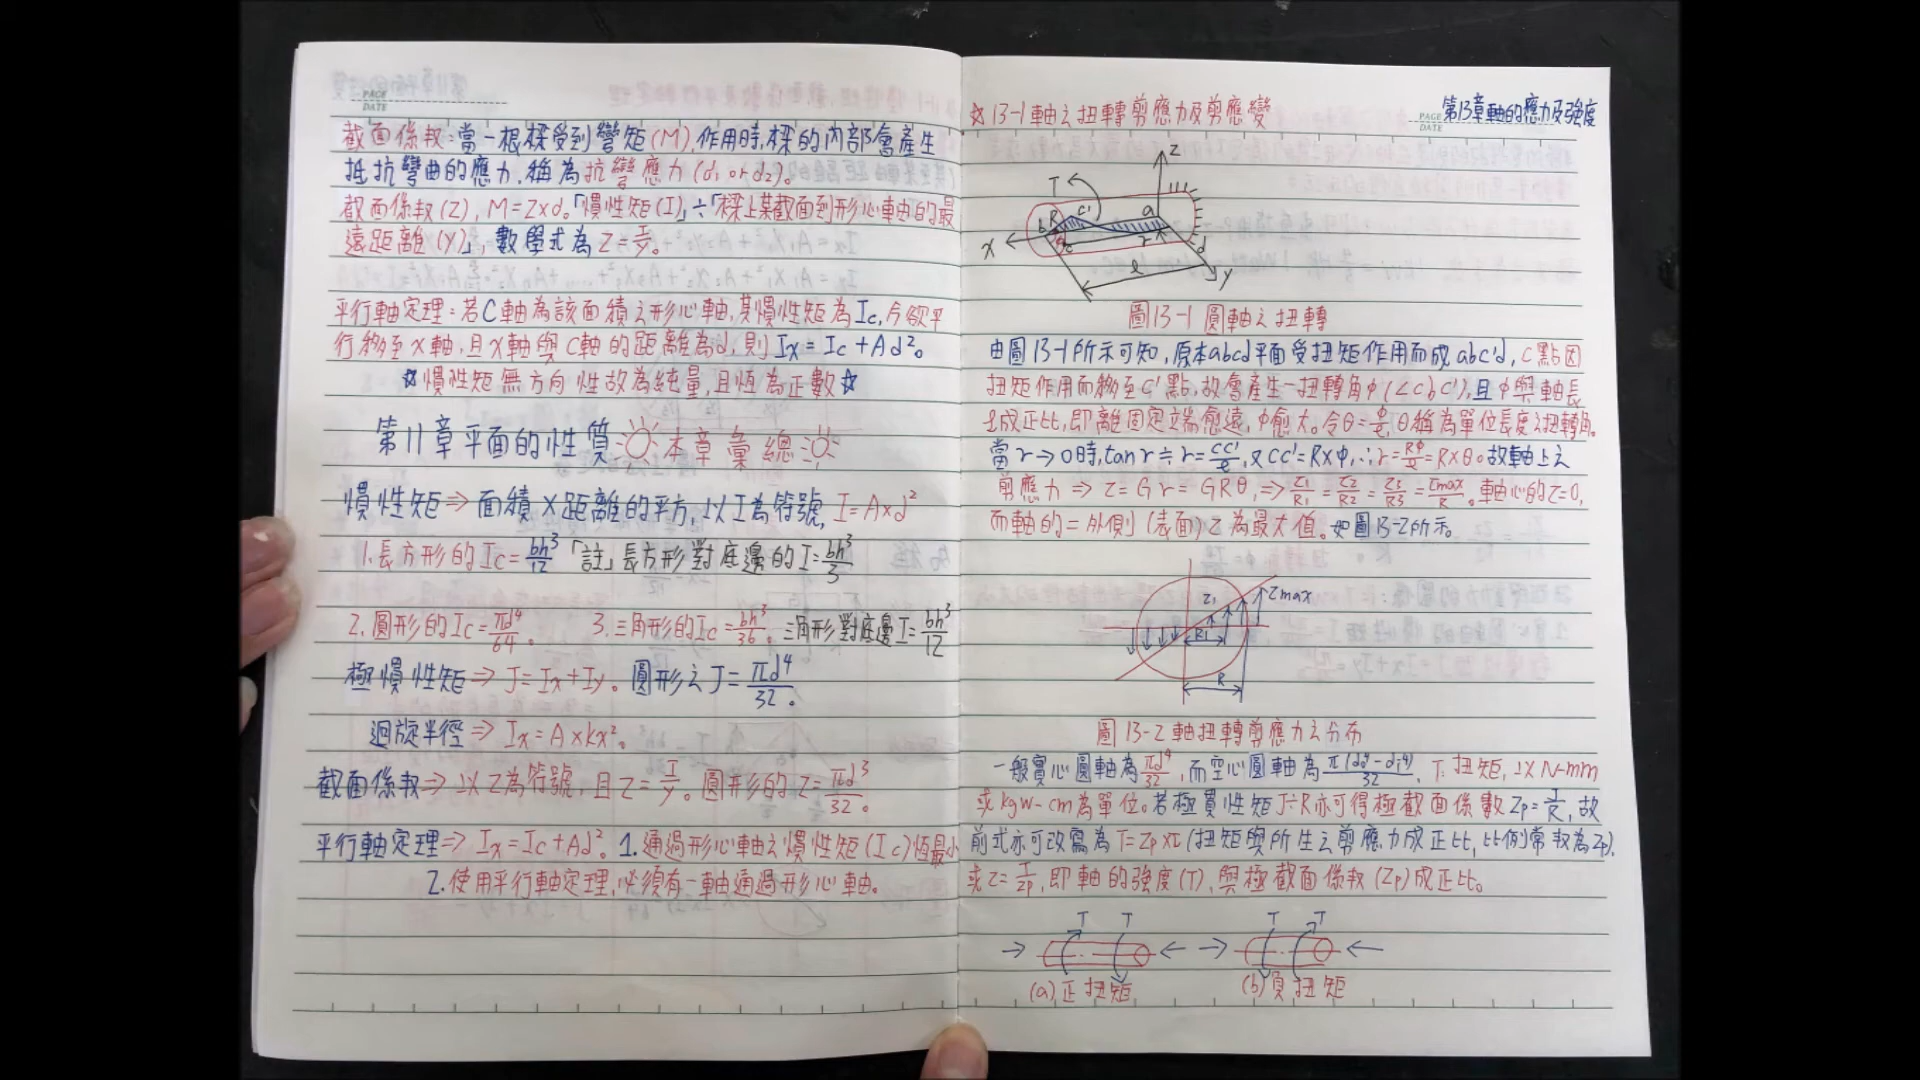 PAGE
DATE
截面係数:當一根樑受到彎矩(M)作用時,樑的內部會產生
抵抗彎曲的應力,稱為抗彎應力(σ1 or σ2)。
截面係数(Z), M=Z×σ。「慣性矩(I)」÷「樑上某截面到形心軸的最
遠距離(y)」,數學式為Z=I/y。
平行軸定理:若C軸為該面積之形心軸,其慣性矩為Ic,今欲平
行移至X軸,且X軸與C軸的距離為d,則Ix=Ic+Ad²。
☆慣性矩無方向性故為純量,且恆為正數☆
第11章平面的性質 本章彙總
慣性矩⇒面積×距離的平方,以I為符號, I=A×d²
1.長方形的Ic=bh³/12「註」長方形對底邊的I=bh³/3
2.圓形的Ic=πd⁴/64。 3.三角形的Ic=bh³/36。三角形對底邊I=bh³/12
極慣性矩⇒J=Ix+Iy。圓形之J=πd⁴/32。
迴旋半徑⇒Ix=A×kx²。
截面係数⇒以Z為符號,且Z=I/y。圓形的Z=πd³/32。
平行軸定理⇒Ix=Ic+Ad²。1.通過形心軸之慣性矩(Ic)恆最小
2.使用平行軸定理,必須有一軸通過形心軸。
第13章軸的應力及強度
PAGE
DATE
☆13-1軸之扭轉剪應力及剪應變
z
T
R
c'
a
b
c
r
d
x
l
y
圖13-1 圓軸之扭轉
由圖13-1所示可知,原本abcd平面受扭矩作用而成abc'd, C點因
扭矩作用而移至C'點,故會產生一扭轉角φ(∠cbc'),且φ與軸長
l成正比,即離固定端愈遠,φ愈大。令θ=φ/l,θ稱為單位長度之扭轉角。
當r→0時,tan r≒r=cc'/l,又cc'=R×φ,∴r=Rφ/l=R×θ。故軸上之
剪應力⇒τ=Gr=GRθ,⇒τ1/R1=τ2/R2=τ3/R3=τmax/R。軸心的τ=0,
而軸的二外側(表面)τ為最大值。如圖13-2所示。
τ1
τmax
R1
R
圖13-2軸扭轉剪應力之分布
一般實心圓軸為πd⁴/32,而空心圓軸為π(do⁴-di⁴)/32。T:扭矩,以N-mm
或kgw-cm為單位。若極慣性矩J÷R亦可得極截面係數Zp=J/R,故
前式亦可改寫為T=Zp×τ(扭矩與所生之剪應力成正比,比例常数為Zp),
或τ=T/Zp,即軸的強度(T)與極截面係数(Zp)成正比。
T T T T
(a)正扭矩 (b)負扭矩